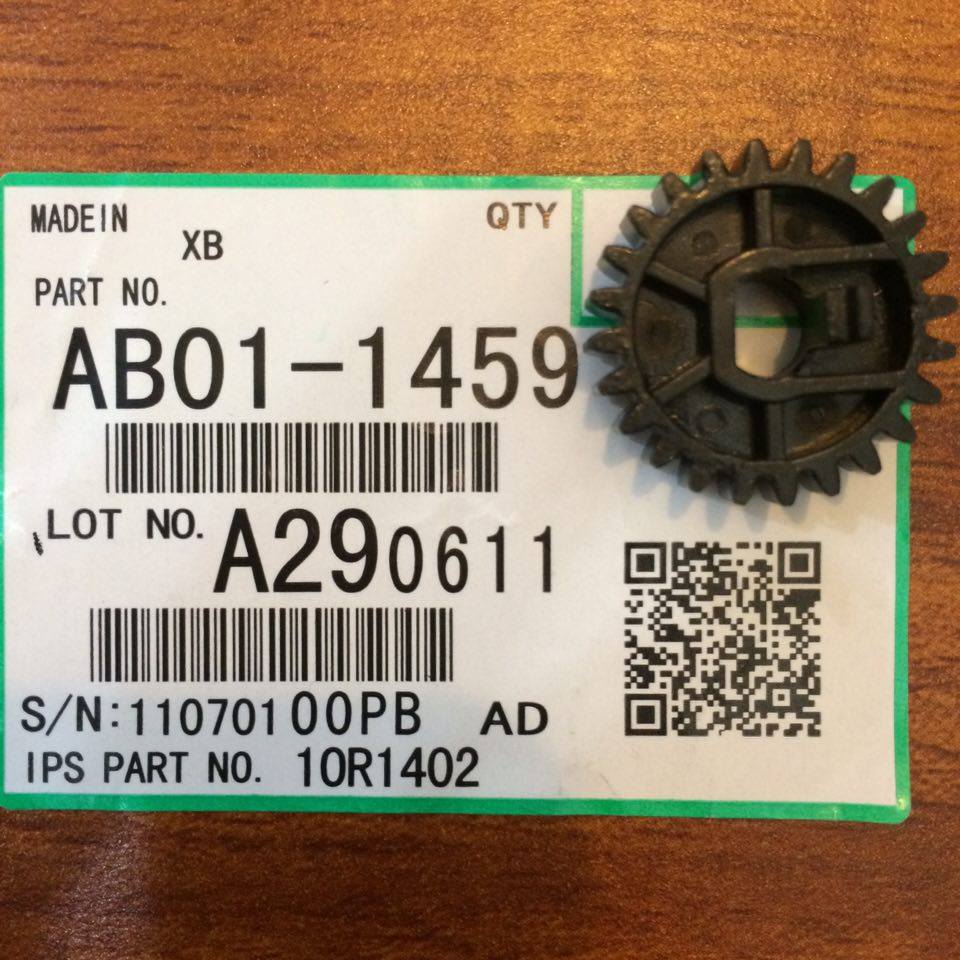 MADEIN
QTY
XB
PART NO.
AB01-1459
LOT NO. A290611
S/N:11070100PB AD
IPS PART NO. 10R1402